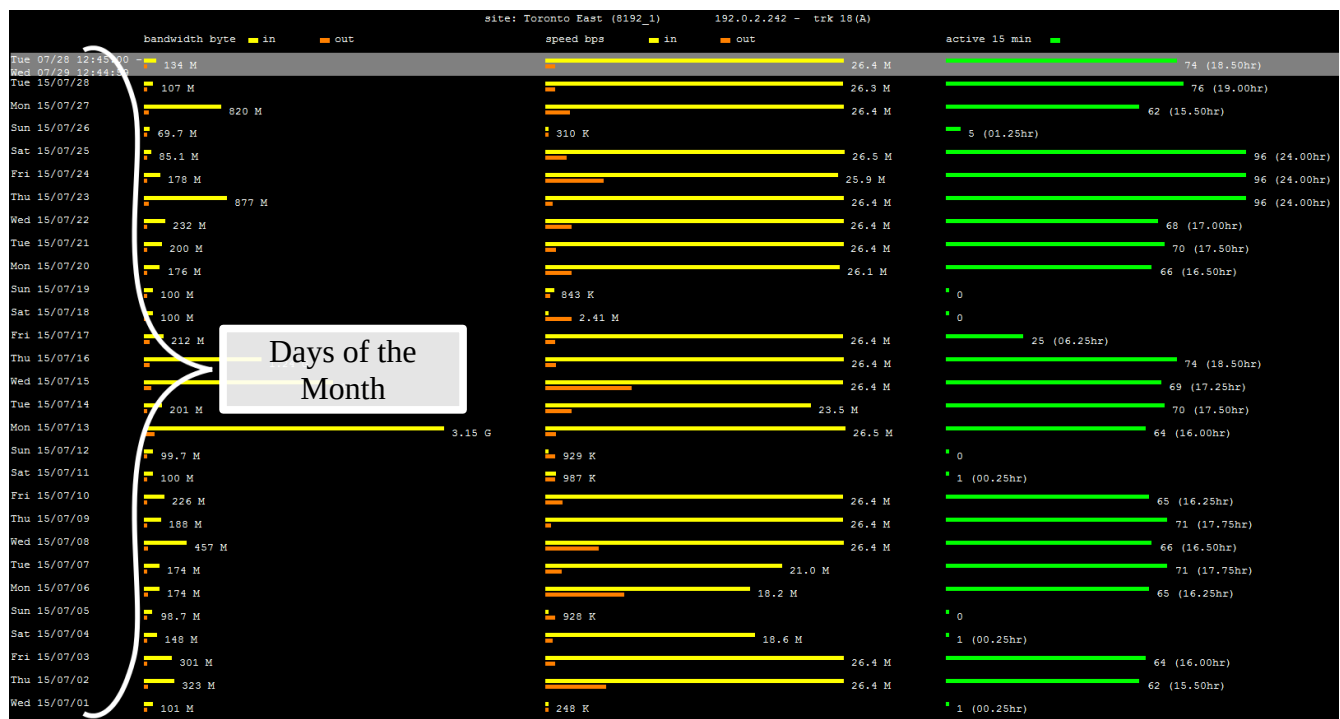 site: Toronto East (8192_1) 192.0.2.242 - trk 18(A)
bandwidth byte in out speed bps in out active 15 min
Tue 07/28 12:45:00 - 134 M 26.4 M 74 (18.50hr)
Wed 07/29 12:44:59
Tue 15/07/28 107 M 26.3 M 76 (19.00hr)
Mon 15/07/27 820 M 26.4 M 62 (15.50hr)
Sun 15/07/26 69.7 M 310 K 5 (01.25hr)
Sat 15/07/25 85.1 M 26.5 M 96 (24.00hr)
Fri 15/07/24 178 M 25.9 M 96 (24.00hr)
Thu 15/07/23 877 M 26.4 M 96 (24.00hr)
Wed 15/07/22 232 M 26.4 M 68 (17.00hr)
Tue 15/07/21 200 M 26.4 M 70 (17.50hr)
Mon 15/07/20 176 M 26.1 M 66 (16.50hr)
Sun 15/07/19 100 M 843 K 0
Sat 15/07/18 100 M 2.41 M 0
Fri 15/07/17 212 M 26.4 M 25 (06.25hr)
Thu 15/07/16 26.4 M 74 (18.50hr)
Wed 15/07/15 26.4 M 69 (17.25hr)
Days of the
Month
Tue 15/07/14 201 M 23.5 M 70 (17.50hr)
Mon 15/07/13 3.15 G 26.5 M 64 (16.00hr)
Sun 15/07/12 99.7 M 929 K 0
Sat 15/07/11 100 M 987 K 1 (00.25hr)
Fri 15/07/10 226 M 26.4 M 65 (16.25hr)
Thu 15/07/09 188 M 26.4 M 71 (17.75hr)
Wed 15/07/08 457 M 26.4 M 66 (16.50hr)
Tue 15/07/07 174 M 21.0 M 71 (17.75hr)
Mon 15/07/06 174 M 18.2 M 65 (16.25hr)
Sun 15/07/05 98.7 M 928 K 0
Sat 15/07/04 148 M 18.6 M 1 (00.25hr)
Fri 15/07/03 301 M 26.4 M 64 (16.00hr)
Thu 15/07/02 323 M 26.4 M 62 (15.50hr)
Wed 15/07/01 101 M 248 K 1 (00.25hr)